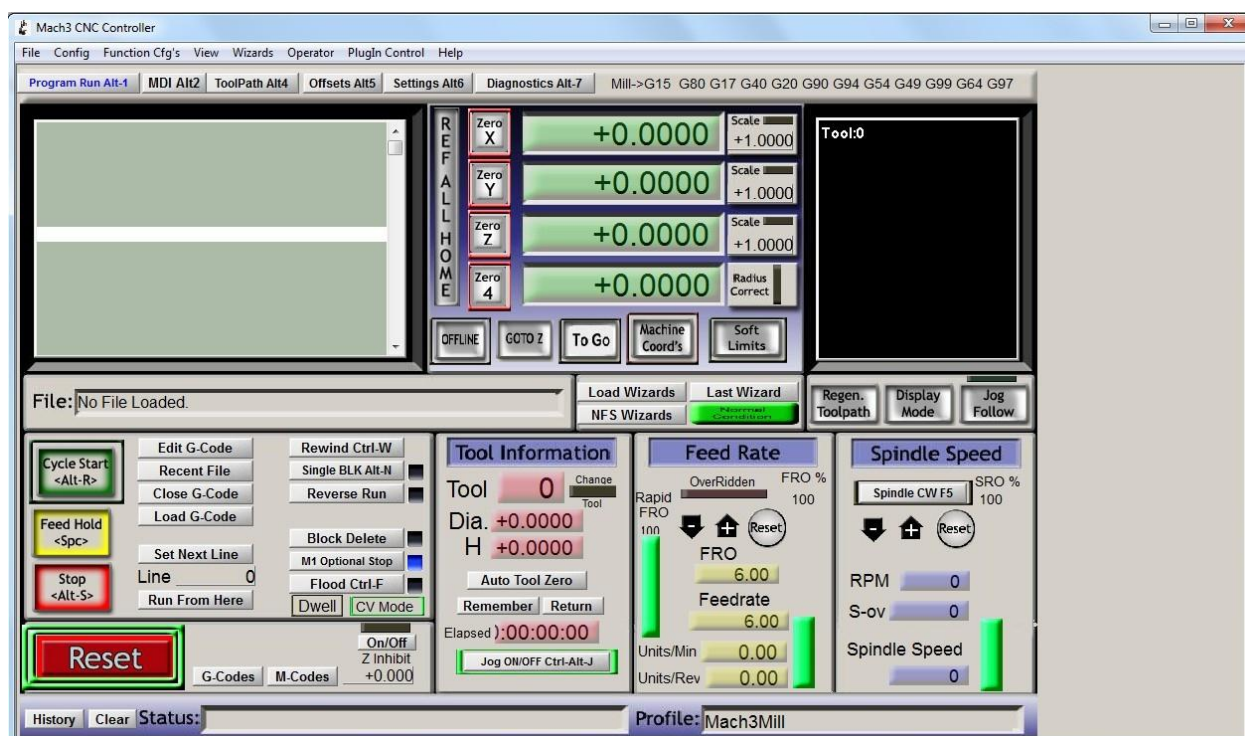 Mach3 CNC Controller
File Config Function Cfg's View Wizards Operator PlugIn Control Help
Program Run Alt-1 MDI Alt2 ToolPath Alt4 Offsets Alt5 Settings Alt6 Diagnostics Alt-7 Mill->G15 G80 G17 G40 G20 G90 G94 G54 G49 G99 G64 G97
REF ALL HOME
Zero X +0.0000 Scale +1.0000
Zero Y +0.0000 Scale +1.0000
Zero Z +0.0000 Scale +1.0000
Zero 4 +0.0000 Radius Correct
OFFLINE GOTO Z To Go Machine Coord's Soft Limits
Tool:0
File: No File Loaded.
Load Wizards Last Wizard
NFS Wizards Normal Condition
Regen. Toolpath Display Mode Jog Follow
Cycle Start <Alt-R>
Feed Hold <Spc>
Stop <Alt-S>
Edit G-Code
Recent File
Close G-Code
Load G-Code
Set Next Line
Line 0
Run From Here
Rewind Ctrl-W
Single BLK Alt-N
Reverse Run
Block Delete
M1 Optional Stop
Flood Ctrl-F
Dwell CV Mode
Reset
G-Codes M-Codes
On/Off
Z Inhibit
+0.000
Tool Information
Tool 0 Change Tool
Dia. +0.0000
H +0.0000
Auto Tool Zero
Remember Return
Elapsed ):00:00:00
Jog ON/OFF Ctrl-Alt-J
Feed Rate
OverRidden FRO %
100
Rapid FRO
100
Reset
FRO
6.00
Feedrate
6.00
Units/Min 0.00
Units/Rev 0.00
Spindle Speed
Spindle CW F5 SRO %
100
Reset
RPM 0
S-ov 0
Spindle Speed
0
History Clear Status: Profile: Mach3Mill